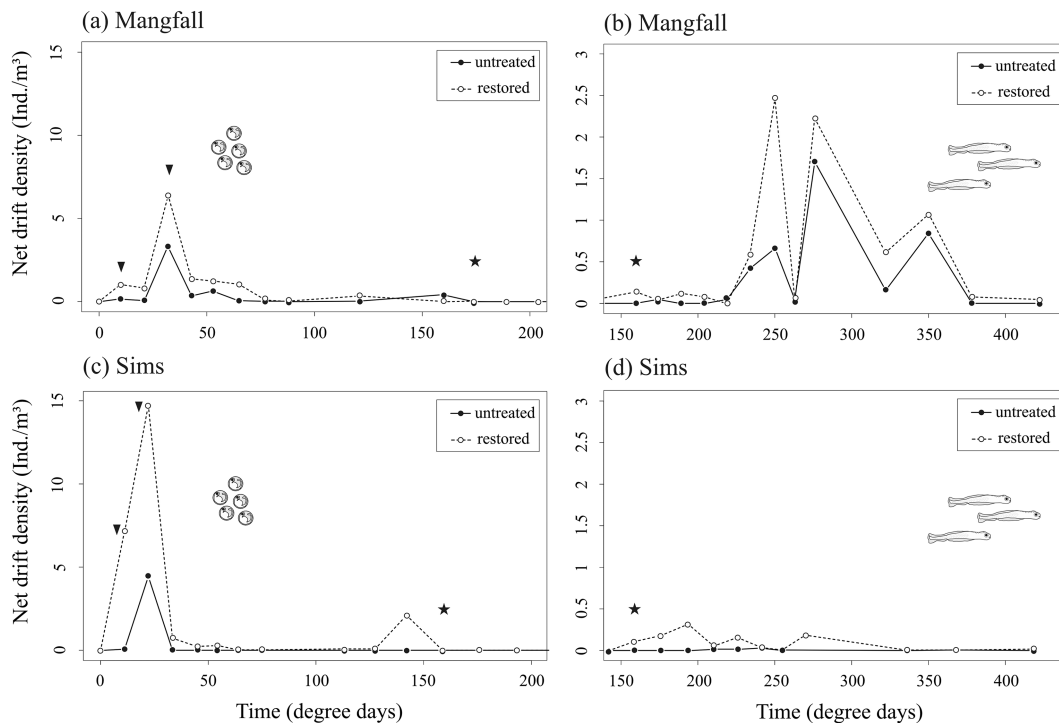 (a) Mangfall
Net drift density (Ind./m³)
15
10
5
0
0 50 100 150 200
untreated
restored
(b) Mangfall
3
2.5
2
1.5
1
0.5
0
150 200 250 300 350 400
untreated
restored
(c) Sims
Net drift density (Ind./m³)
15
10
5
0
0 50 100 150 200
Time (degree days)
untreated
restored
(d) Sims
3
2.5
2
1.5
1
0.5
0
150 200 250 300 350 400
Time (degree days)
untreated
restored